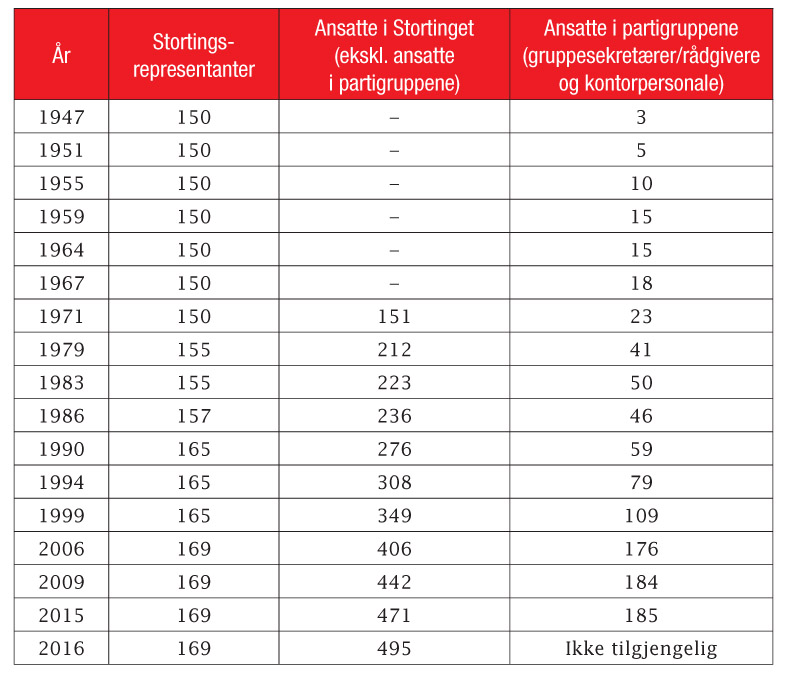 År
Stortings-
representanter
Ansatte i Stortinget
(ekskl. ansatte
i partigruppene)
Ansatte i partigruppene
(gruppesekretærer/rådgivere
og kontorpersonale)
1947 150 – 3
1951 150 – 5
1955 150 – 10
1959 150 – 15
1964 150 – 15
1967 150 – 18
1971 150 151 23
1979 155 212 41
1983 155 223 50
1986 157 236 46
1990 165 276 59
1994 165 308 79
1999 165 349 109
2006 169 406 176
2009 169 442 184
2015 169 471 185
2016 169 495 Ikke tilgjengelig